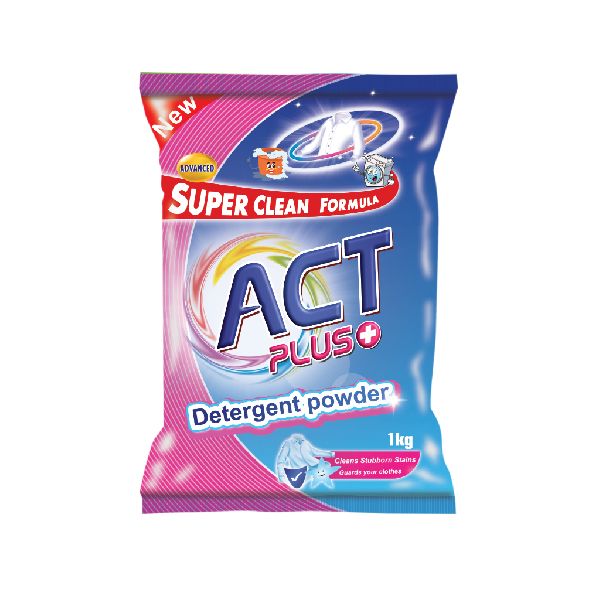 New
ADVANCED
SUPER CLEAN FORMULA
ACT
PLUS+
Detergent powder
1kg
Cleans Stubborn Stains
Guards your clothes